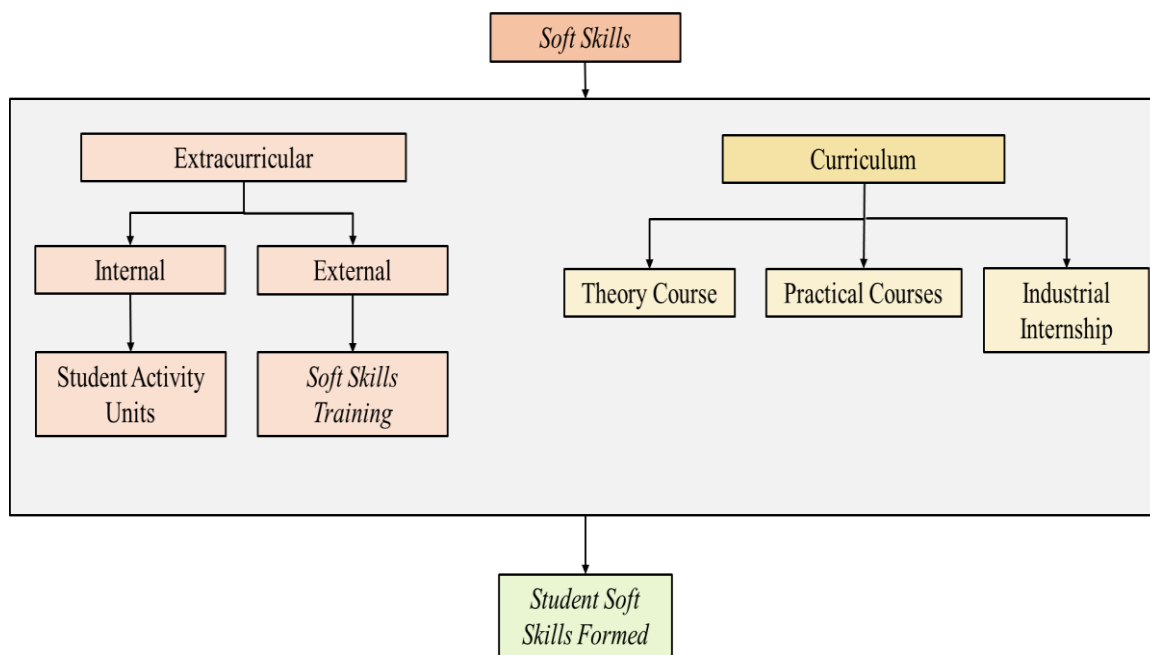 Soft Skills
Extracurricular
Curriculum
Internal
External
Theory Course
Practical Courses
Industrial
Internship
Student Activity
Units
Soft Skills
Training
Student Soft
Skills Formed